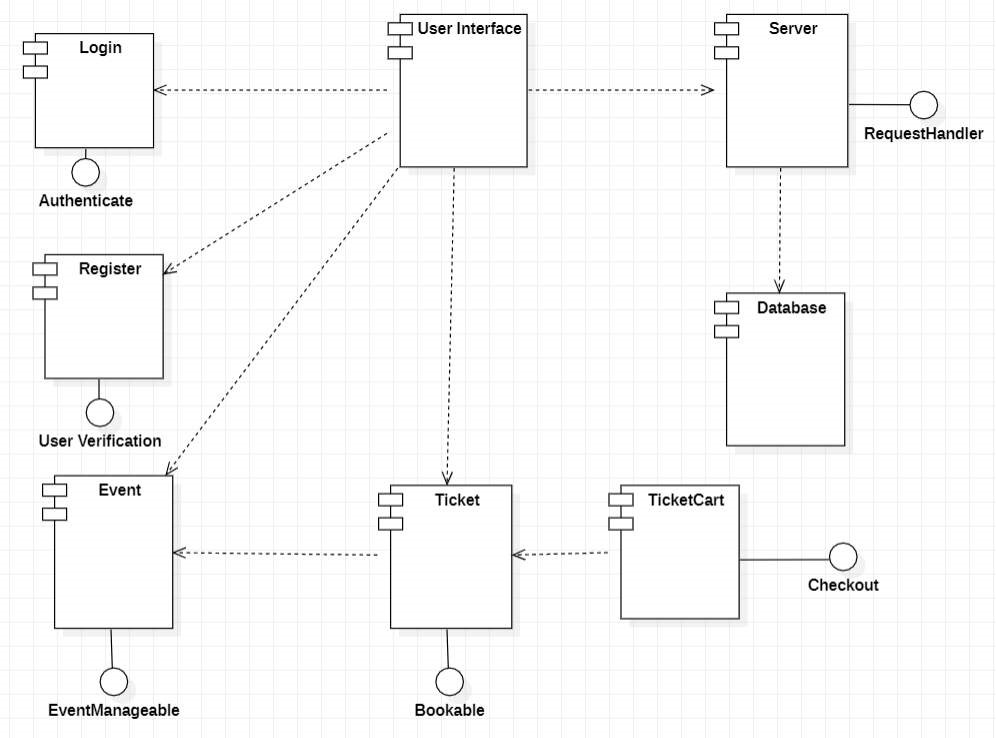 Login
User Interface
Server
RequestHandler
Authenticate
Register
Database
User Verification
Event
Ticket
TicketCart
Checkout
EventManageable
Bookable